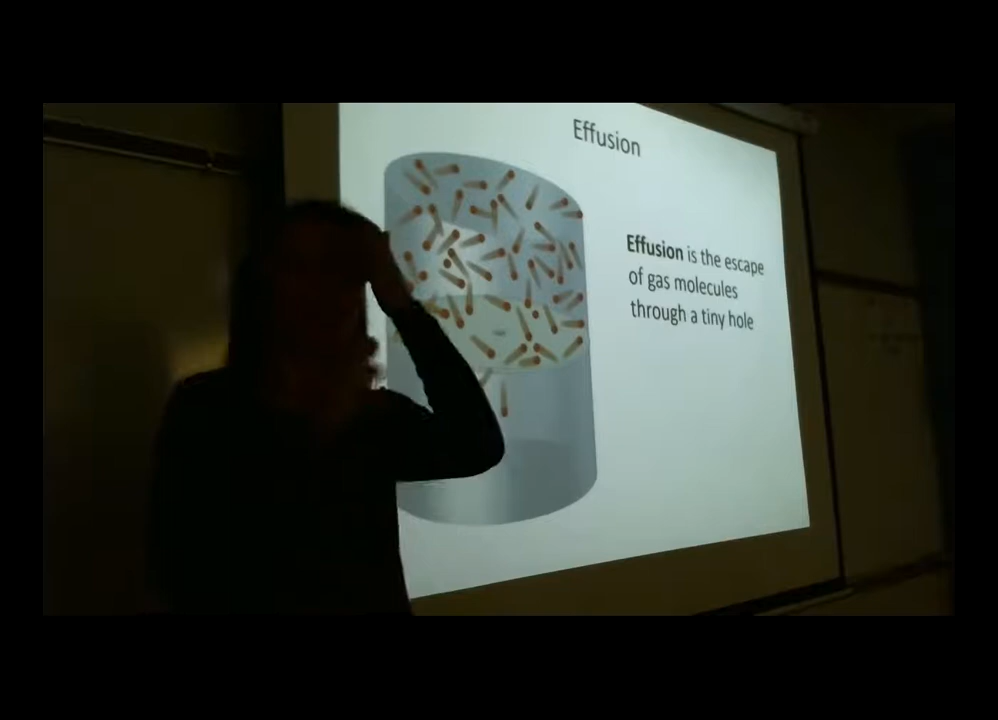 Effusion
Effusion is the escape
of gas molecules
through a tiny hole